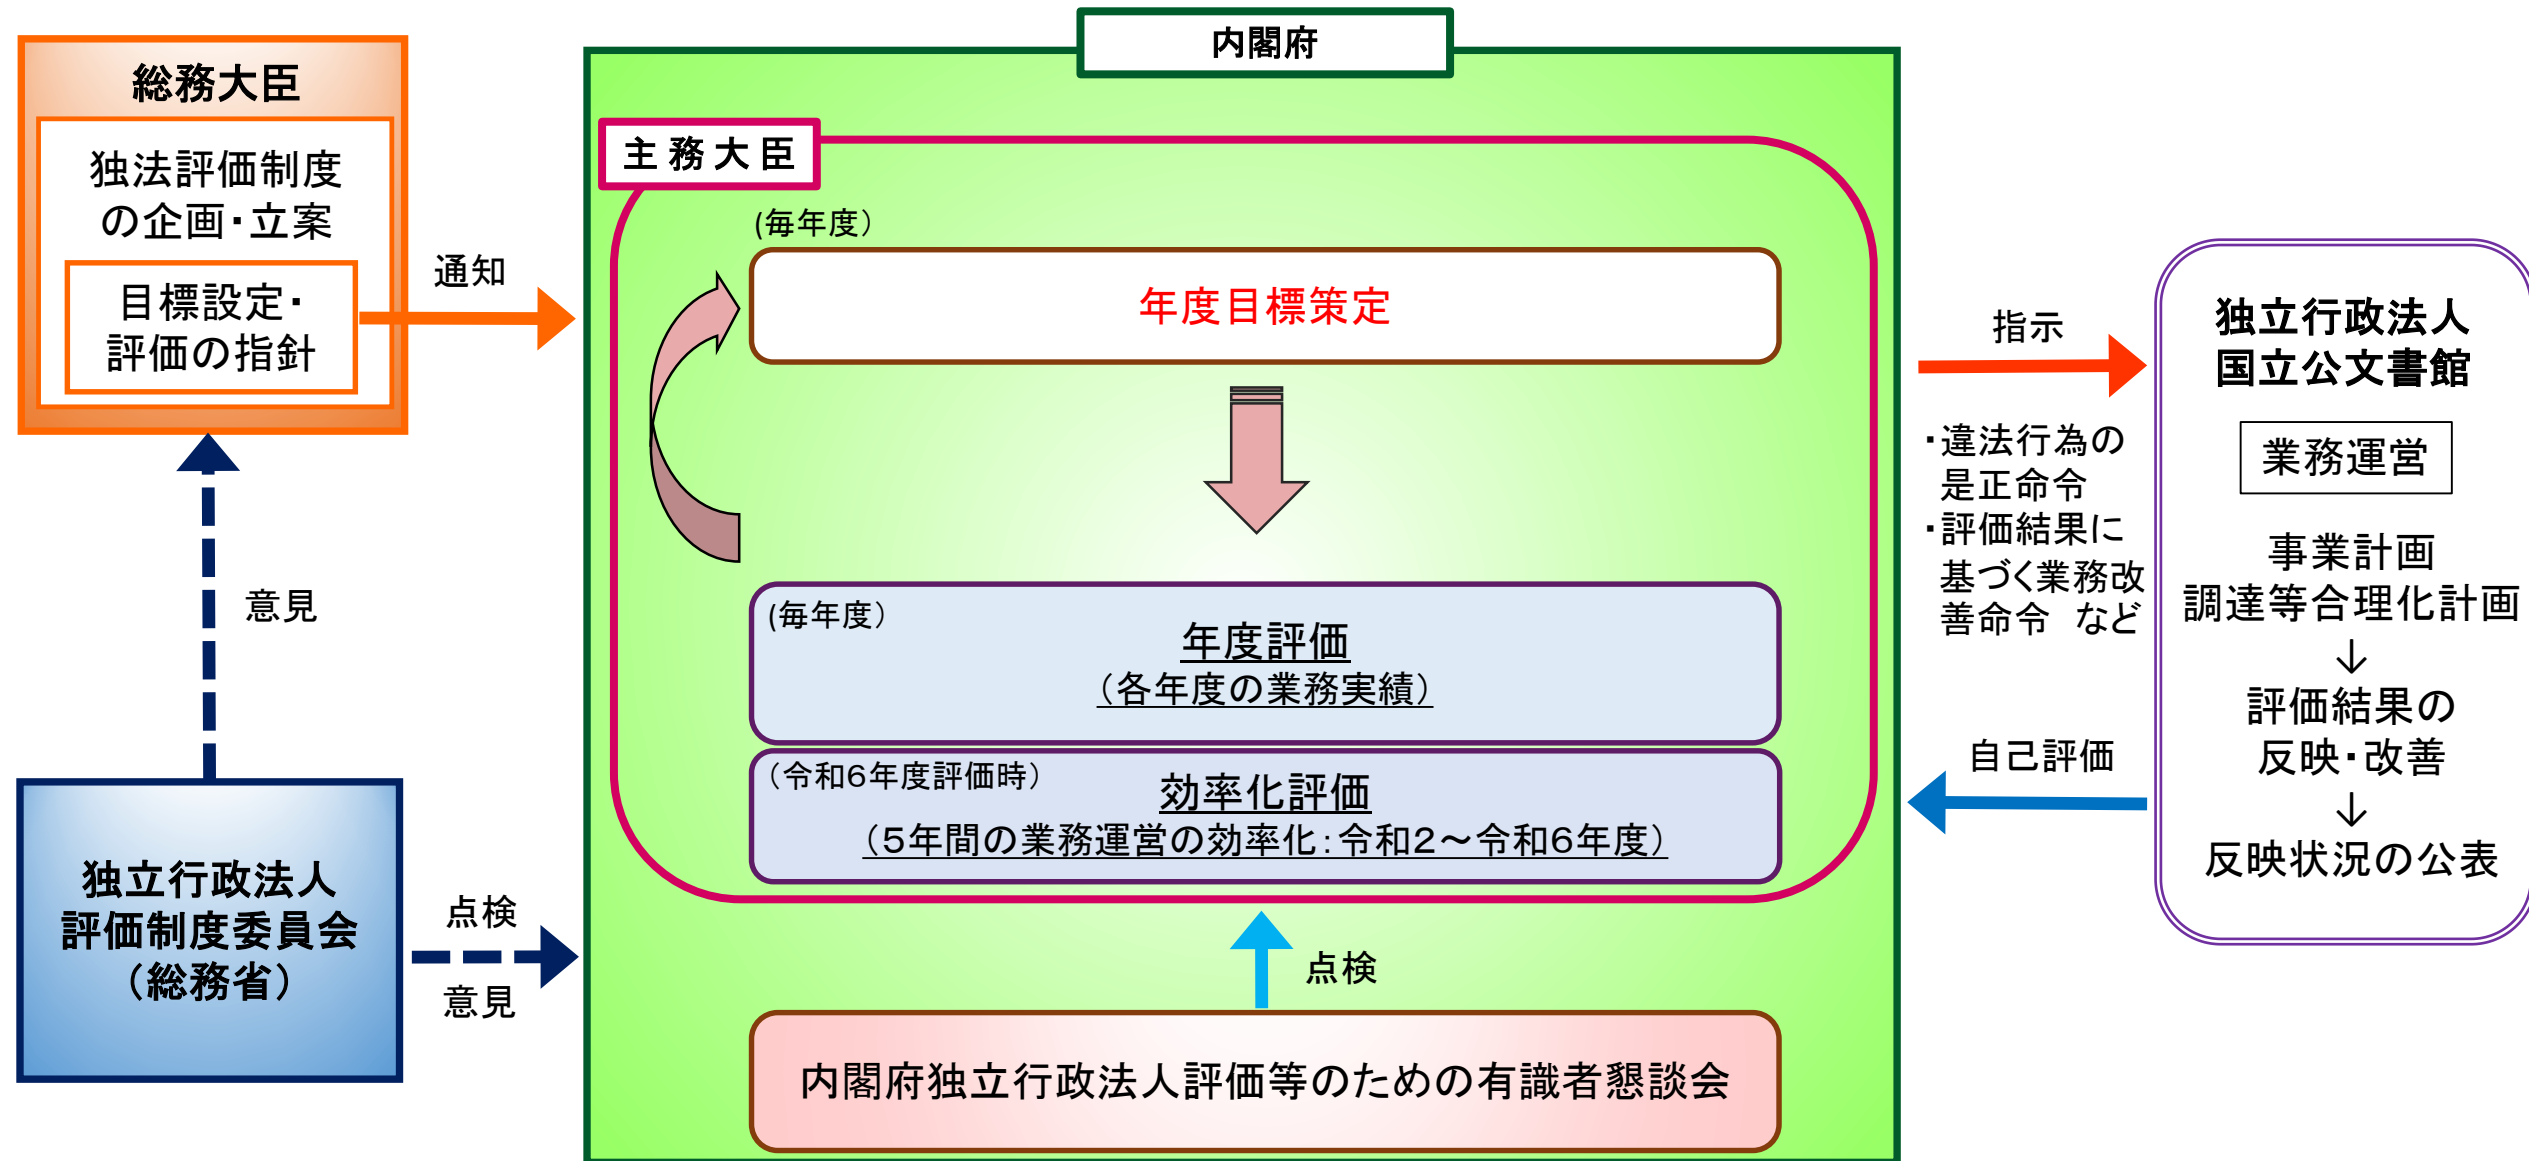 総務大臣
独法評価制度
の企画・立案
目標設定・
評価の指針
通知
意見
独立行政法人
評価制度委員会
（総務省）
点検
意見
内閣府
主務大臣
(毎年度）
年度目標策定
(毎年度）
年度評価
（各年度の業務実績）
（令和６年度評価時）
効率化評価
（５年間の業務運営の効率化：令和２～令和６年度）
点検
内閣府独立行政法人評価等のための有識者懇談会
指示
・違法行為の
是正命令
・評価結果に
基づく業務改
善命令　など
自己評価
独立行政法人
国立公文書館
業務運営
事業計画
調達等合理化計画
↓
評価結果の
反映・改善
↓
反映状況の公表